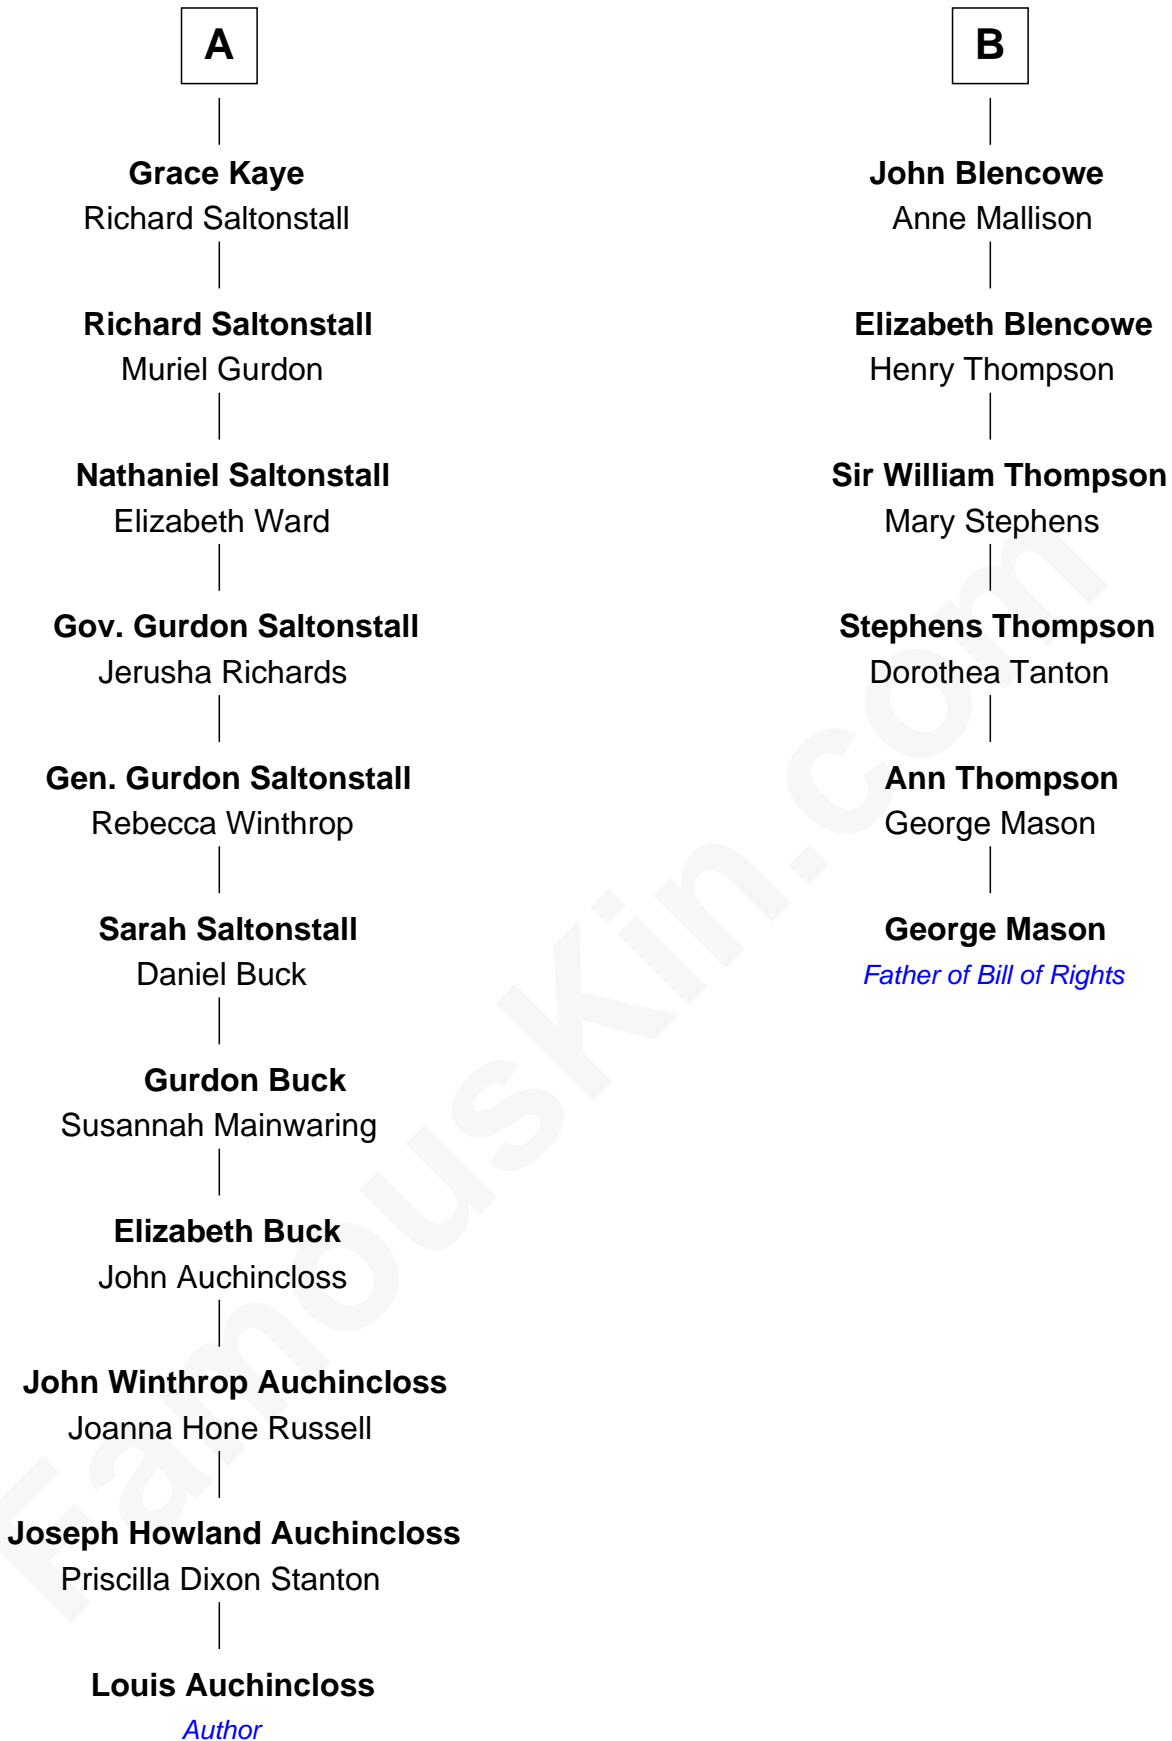 A
Grace Kaye
Richard Saltonstall
Richard Saltonstall
Muriel Gurdon
Nathaniel Saltonstall
Elizabeth Ward
Gov. Gurdon Saltonstall
Jerusha Richards
Gen. Gurdon Saltonstall
Rebecca Winthrop
Sarah Saltonstall
Daniel Buck
Gurdon Buck
Susannah Mainwaring
Elizabeth Buck
John Auchincloss
John Winthrop Auchincloss
Joanna Hone Russell
Joseph Howland Auchincloss
Priscilla Dixon Stanton
Louis Auchincloss
Author
B
John Blencowe
Anne Mallison
Elizabeth Blencowe
Henry Thompson
Sir William Thompson
Mary Stephens
Stephens Thompson
Dorothea Tanton
Ann Thompson
George Mason
George Mason
Father of Bill of Rights
FamousKin.com